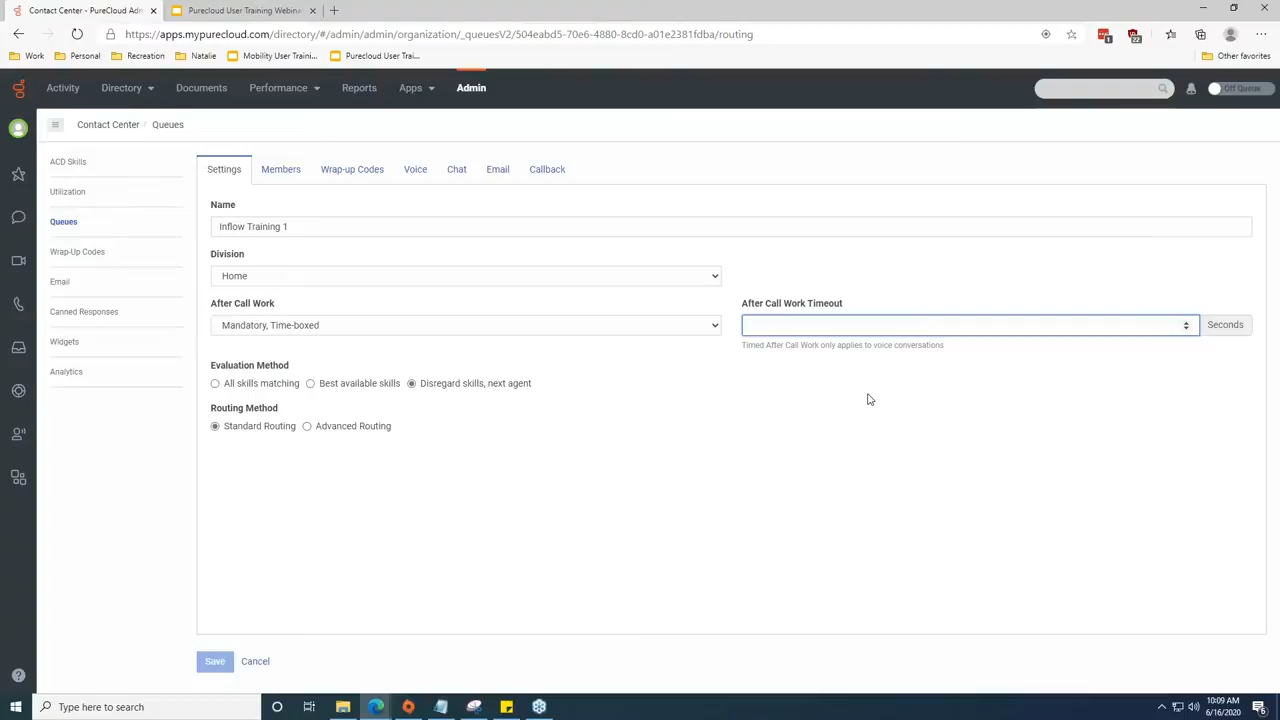 Contact Center - PureCloud Adm
Purecloud User Training Webina
https://apps.mypurecloud.com/directory/#/admin/admin/organization/_queuesV2/504eabd5-70e6-4880-8cd0-a01e2381fdba/routing
1
22
Work
Personal
Recreation
Natalie
Mobility User Traini...
Purecloud User Trai...
Other favorites
Activity
Directory
Documents
Performance
Reports
Apps
Admin
Off Queue
Contact Center / Queues
ACD Skills
Utilization
Queues
Wrap-Up Codes
Email
Canned Responses
Widgets
Analytics
Settings
Members
Wrap-up Codes
Voice
Chat
Email
Callback
Name
Inflow Training 1
Division
Home
After Call Work
Mandatory, Time-boxed
After Call Work Timeout
Seconds
Timed After Call Work only applies to voice conversations
Evaluation Method
All skills matching
Best available skills
Disregard skills, next agent
Routing Method
Standard Routing
Advanced Routing
Save
Cancel
Type here to search
10:09 AM
6/16/2020
6